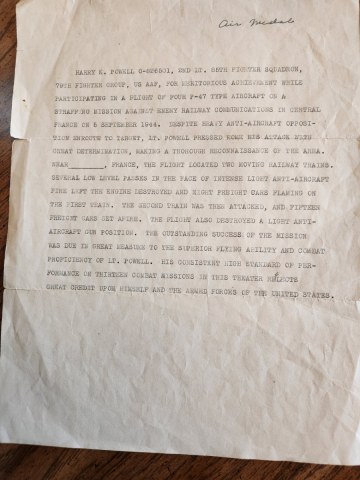 Air Medal
HARRY K. POWELL 2ND LT. FIGHTER SQUADRON,
79TH FIGHTER GROUP, US AAF, FOR MERITORIOUS ACHIEVEMENT WHILE
PARTICIPATING IN A FLIGHT OF FOUR P-47 TYPE AIRCRAFT ON A
STRAFFING MISSION AGAINST ENEMY RAILWAY COMMUNICATIONS IN CENTRAL
FRANCE ON 5 SEPTEMBER 1944. DESPITE HEAVY ANTI-AIRCRAFT OPPOSI-
TION ENROUTE TO TARGET, LT. POWELL PRESSED HOME HIS ATTACK WITH
GREAT DETERMINATION, MAKING A THOROUGH RECONNAISSANCE OF THE AREA.
NEAR ________, FRANCE, THE FLIGHT LOCATED TWO MOVING RAILWAY TRAINS.
SEVERAL LOW LEVEL PASSES IN THE FACE OF INTENSE LIGHT ANTI-AIRCRAFT
FIRE LEFT THE ENGINE DESTROYED AND EIGHT FREIGHT CARS FLAMING ON
THE FIRST TRAIN. THE SECOND TRAIN WAS THEN ATTACKED, AND FIFTEEN
FREIGHT CARS SET AFIRE. THE FLIGHT ALSO DESTROYED A LIGHT ANTI-
AIRCRAFT GUN POSITION. THE OUTSTANDING SUCCESS OF THE MISSION
WAS DUE IN GREAT MEASURE TO THE SUPERIOR FLYING ABILITY AND COMBAT
PROFICIENCY OF LT. POWELL. HIS CONSISTENT HIGH STANDARD OF PER-
FORMANCE ON THIRTEEN COMBAT MISSIONS IN THIS THEATER REFLECTS
GREAT CREDIT UPON HIMSELF AND THE ARMED FORCES OF THE UNITED STATES.